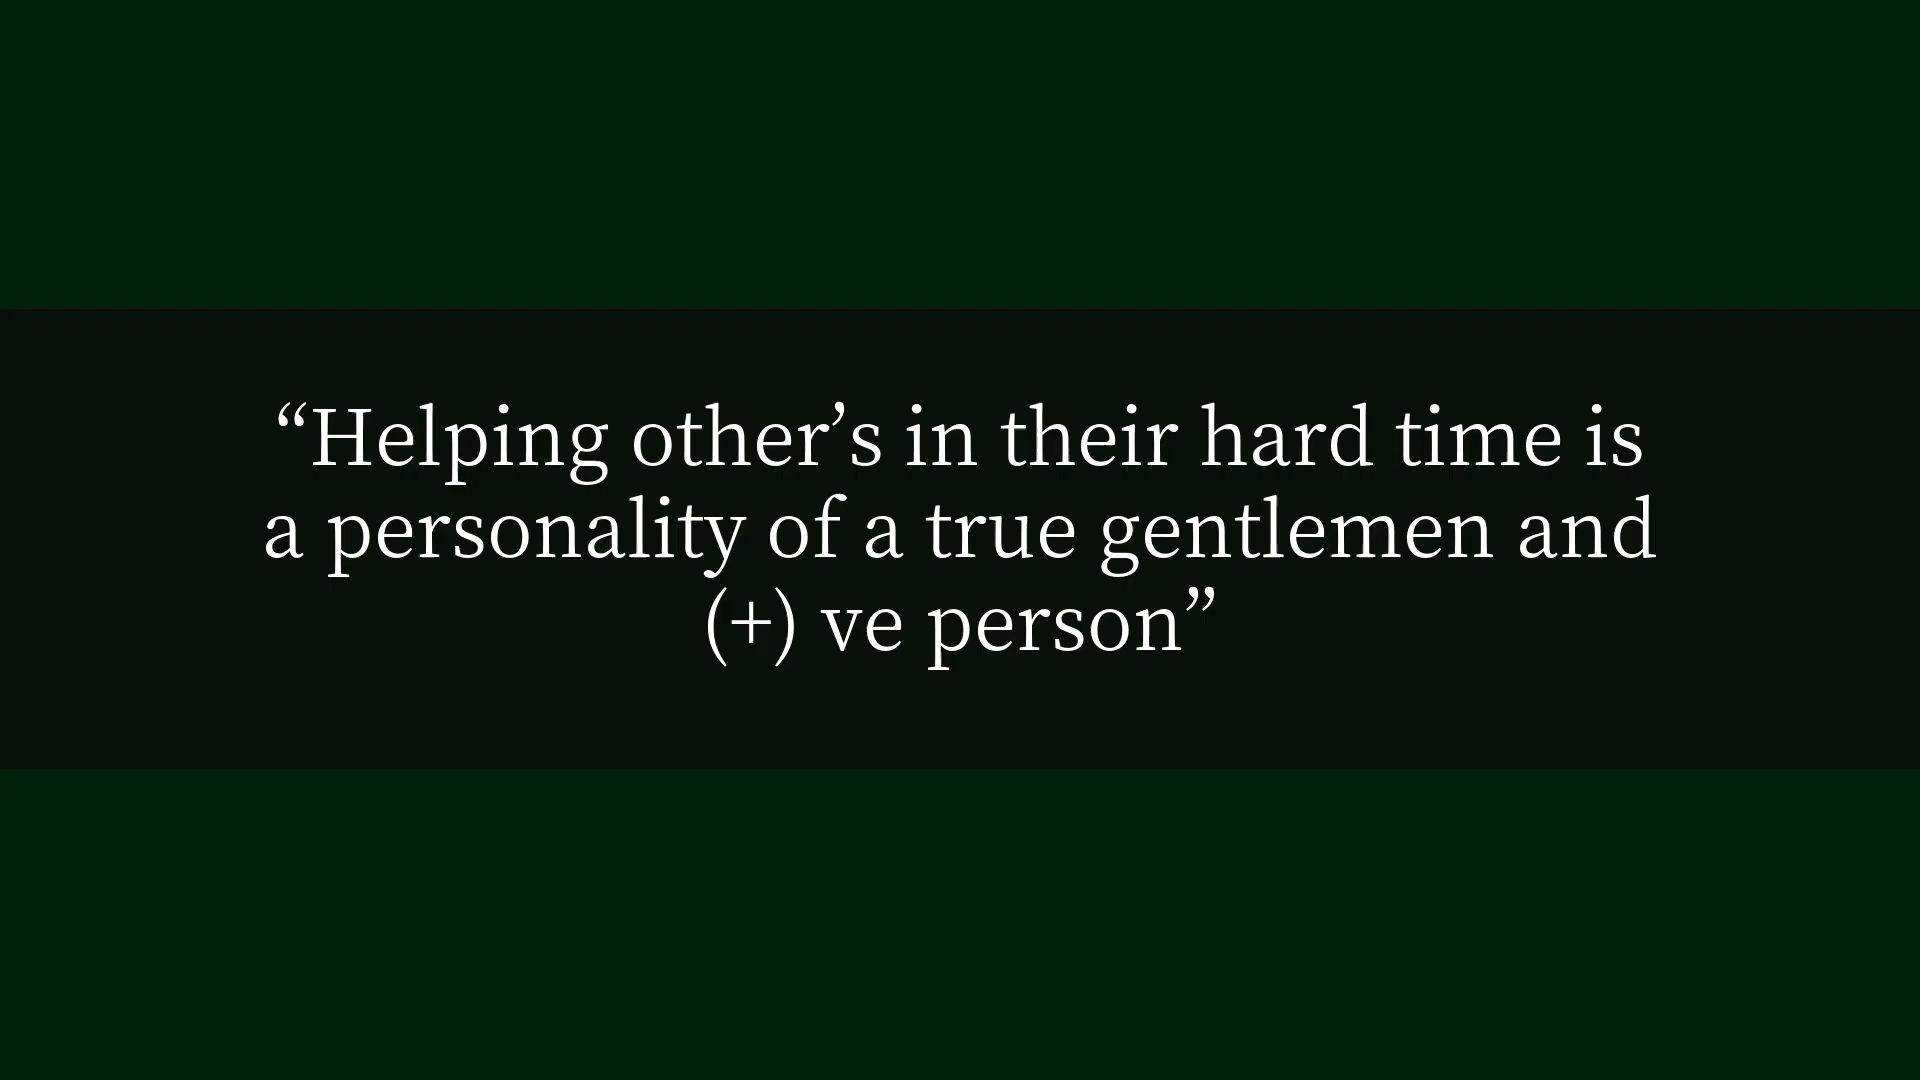 “Helping other’s in their hard time is
a personality of a true gentlemen and
(+) ve person”